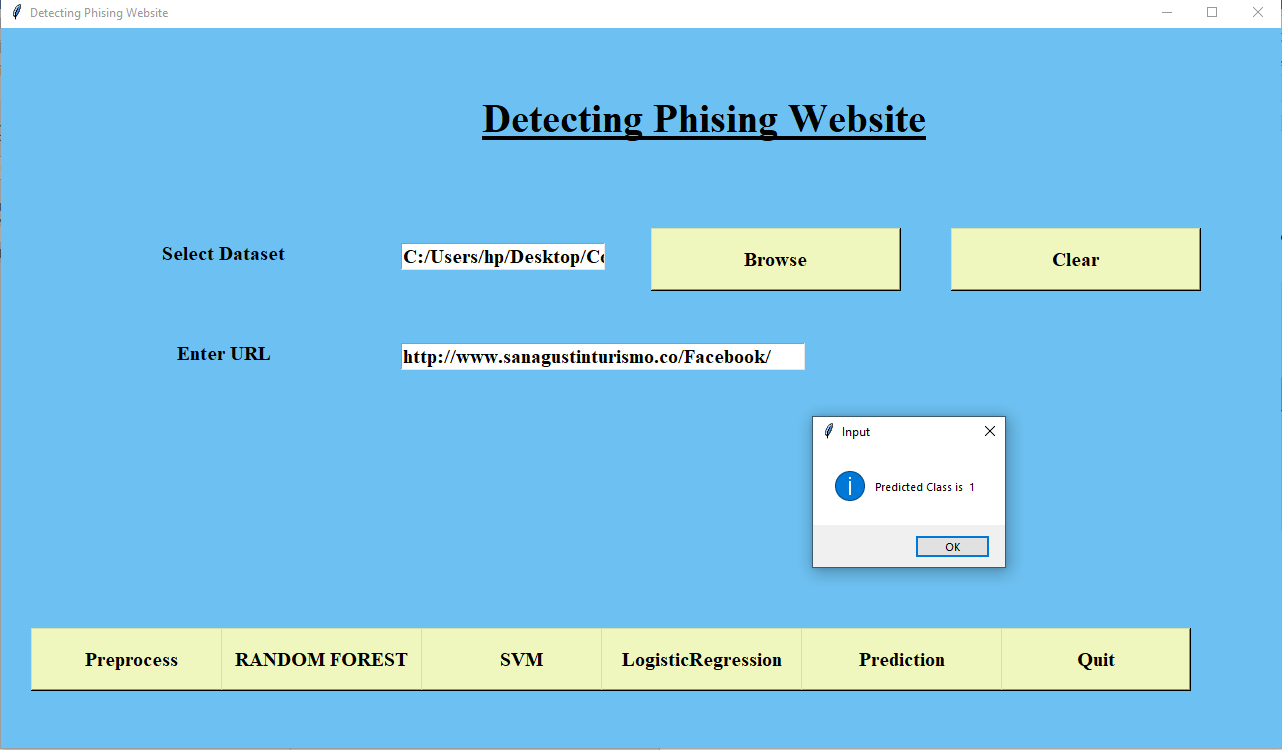 Detecting Phising Website
Detecting Phising Website
Select Dataset
C:/Users/hp/Desktop/Co
Browse
Clear
Enter URL
http://www.sanagustinturismo.co/Facebook/
Input
Predicted Class is 1
OK
Preprocess
RANDOM FOREST
SVM
LogisticRegression
Prediction
Quit